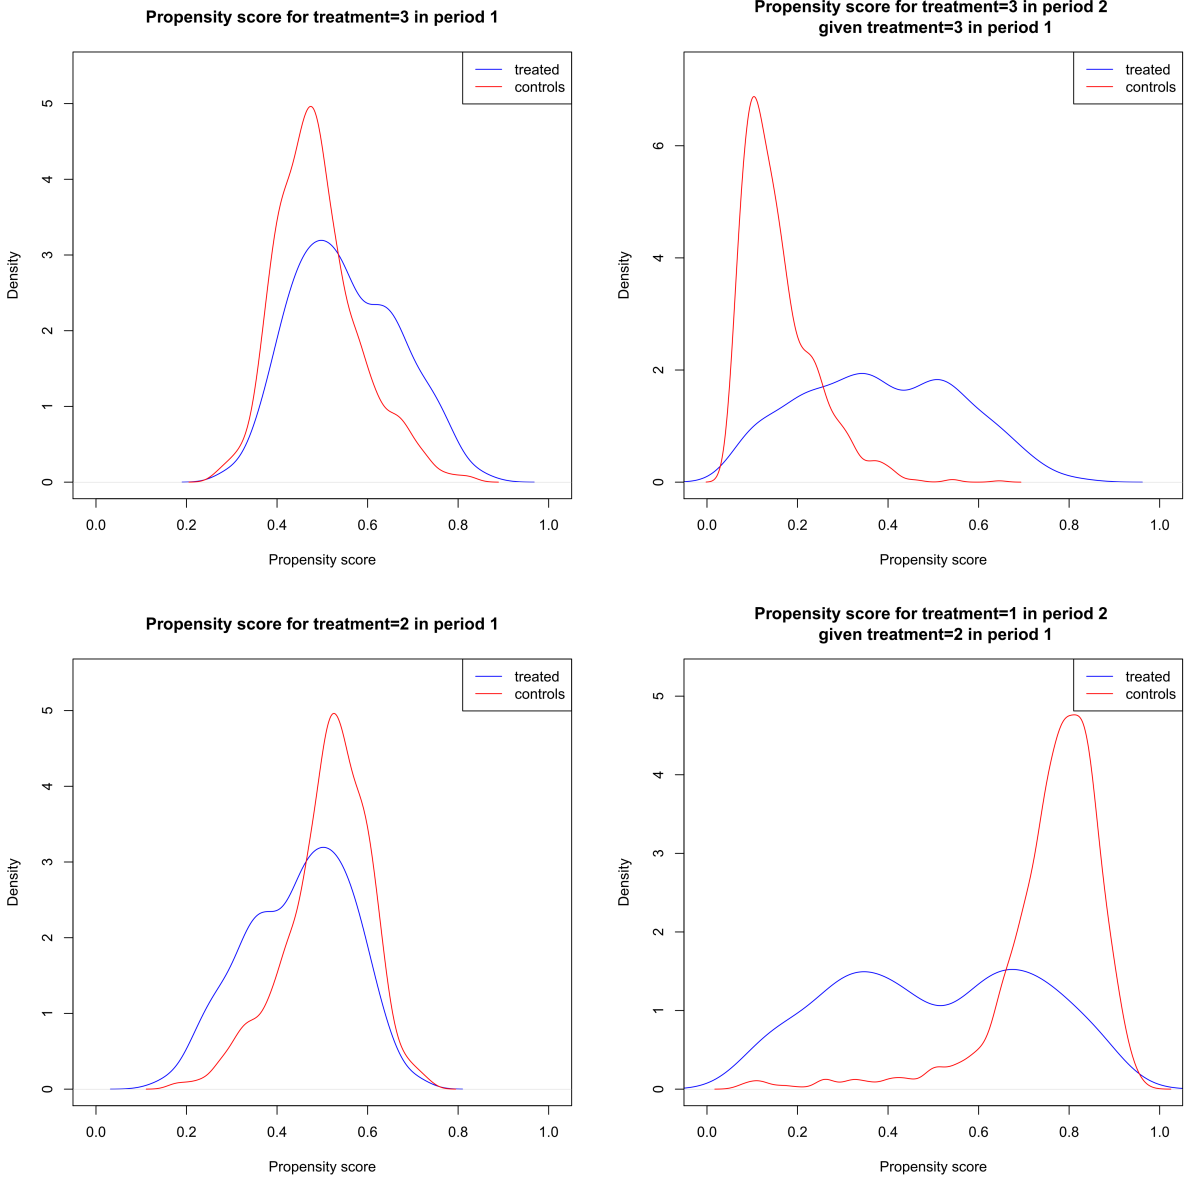 Propensity score for treatment=3 in period 1
treated
controls
Density
0
1
2
3
4
5
0.0 0.2 0.4 0.6 0.8 1.0
Propensity score
Propensity score for treatment=3 in period 2
given treatment=3 in period 1
treated
controls
Density
0
2
4
6
0.0 0.2 0.4 0.6 0.8 1.0
Propensity score
Propensity score for treatment=2 in period 1
treated
controls
Density
0
1
2
3
4
5
0.0 0.2 0.4 0.6 0.8 1.0
Propensity score
Propensity score for treatment=1 in period 2
given treatment=2 in period 1
treated
controls
Density
0
1
2
3
4
5
0.0 0.2 0.4 0.6 0.8 1.0
Propensity score